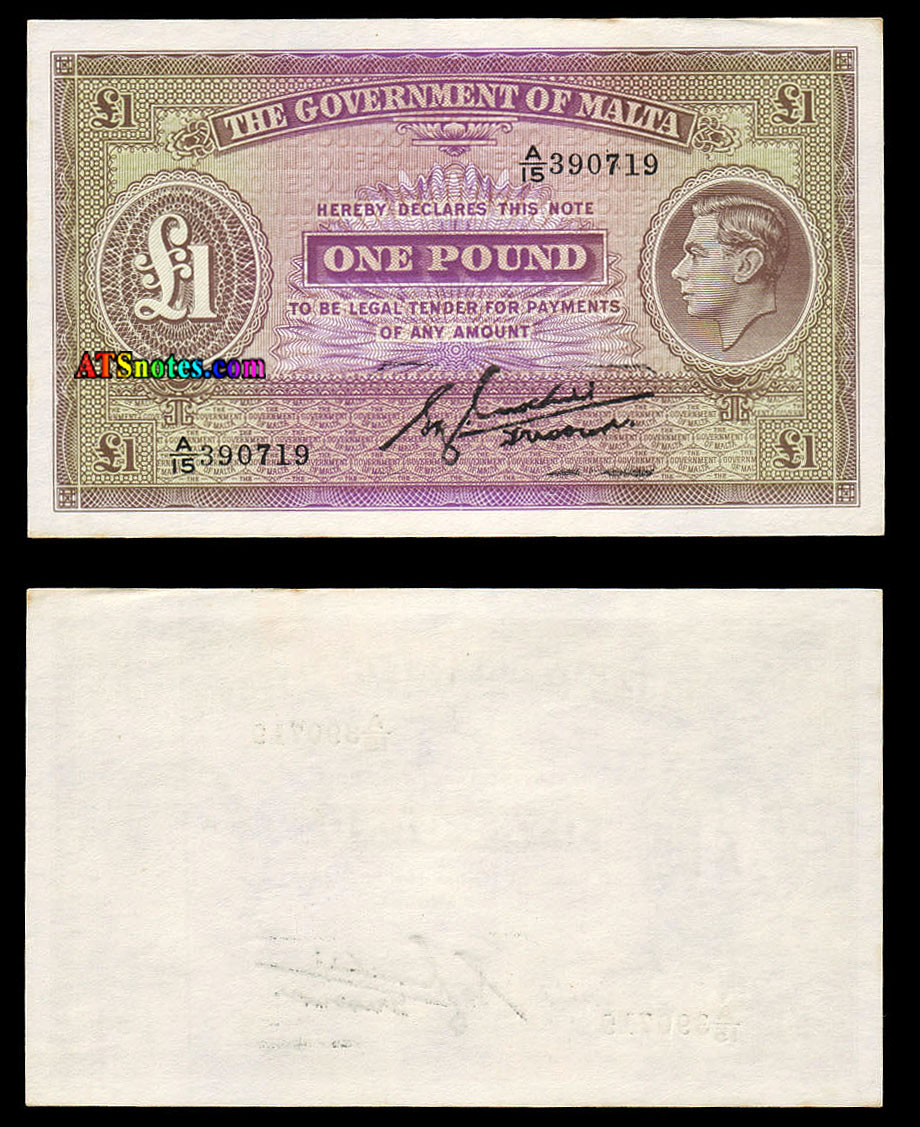 £1 £1
THE GOVERNMENT OF MALTA
A/15 390719
HEREBY DECLARES THIS NOTE
£1 ONE POUND
TO BE LEGAL TENDER FOR PAYMENTS
OF ANY AMOUNT
ATSnotes.com
A/15 390719
£1 £1